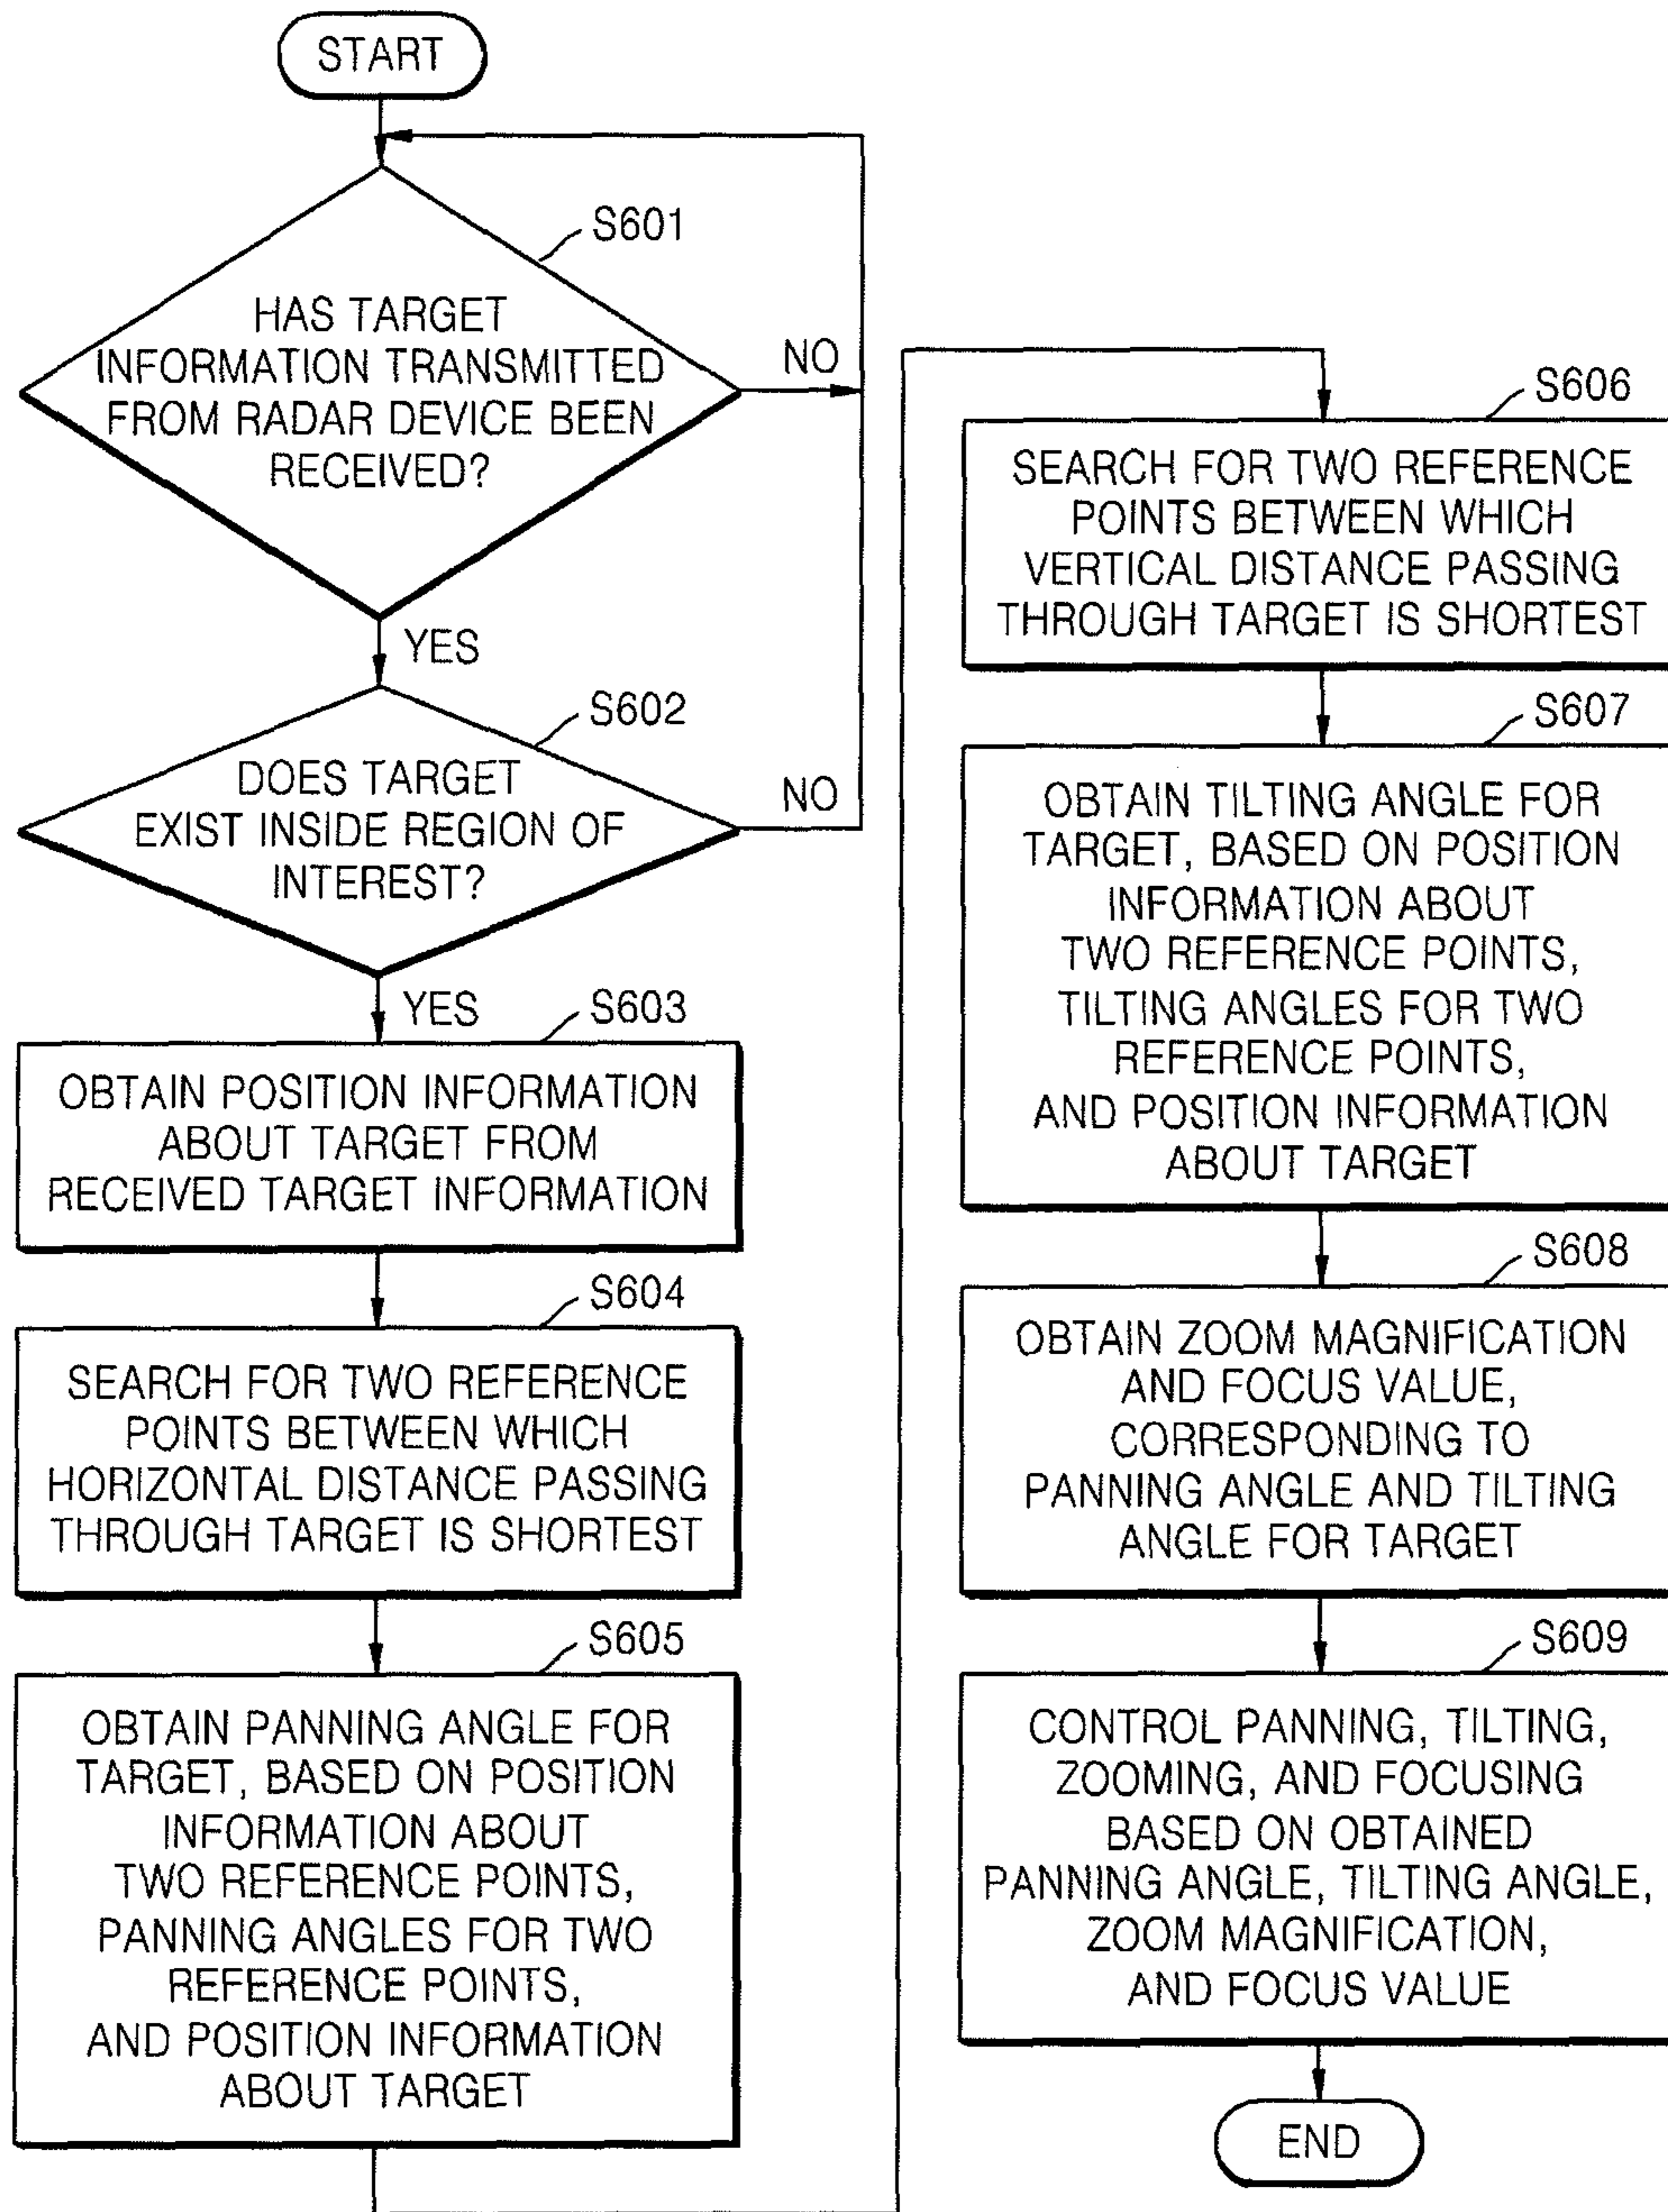 START
S601
HAS TARGET
INFORMATION TRANSMITTED
FROM RADAR DEVICE BEEN
RECEIVED?
NO
YES
S602
DOES TARGET
EXIST INSIDE REGION OF
INTEREST?
NO
YES
S603
OBTAIN POSITION INFORMATION
ABOUT TARGET FROM
RECEIVED TARGET INFORMATION
S604
SEARCH FOR TWO REFERENCE
POINTS BETWEEN WHICH
HORIZONTAL DISTANCE PASSING
THROUGH TARGET IS SHORTEST
S605
OBTAIN PANNING ANGLE FOR
TARGET, BASED ON POSITION
INFORMATION ABOUT
TWO REFERENCE POINTS,
PANNING ANGLES FOR TWO
REFERENCE POINTS,
AND POSITION INFORMATION
ABOUT TARGET
S606
SEARCH FOR TWO REFERENCE
POINTS BETWEEN WHICH
VERTICAL DISTANCE PASSING
THROUGH TARGET IS SHORTEST
S607
OBTAIN TILTING ANGLE FOR
TARGET, BASED ON POSITION
INFORMATION ABOUT
TWO REFERENCE POINTS,
TILTING ANGLES FOR TWO
REFERENCE POINTS,
AND POSITION INFORMATION
ABOUT TARGET
S608
OBTAIN ZOOM MAGNIFICATION
AND FOCUS VALUE,
CORRESPONDING TO
PANNING ANGLE AND TILTING
ANGLE FOR TARGET
S609
CONTROL PANNING, TILTING,
ZOOMING, AND FOCUSING
BASED ON OBTAINED
PANNING ANGLE, TILTING ANGLE,
ZOOM MAGNIFICATION,
AND FOCUS VALUE
END